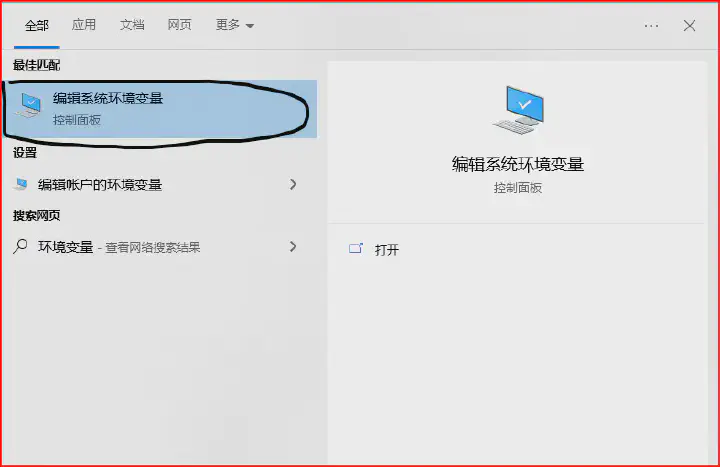 全部 应用 文档 网页 更多
最佳匹配
编辑系统环境变量
控制面板
设置
编辑帐户的环境变量
搜索网页
环境变量 - 查看网络搜索结果
编辑系统环境变量
控制面板
打开